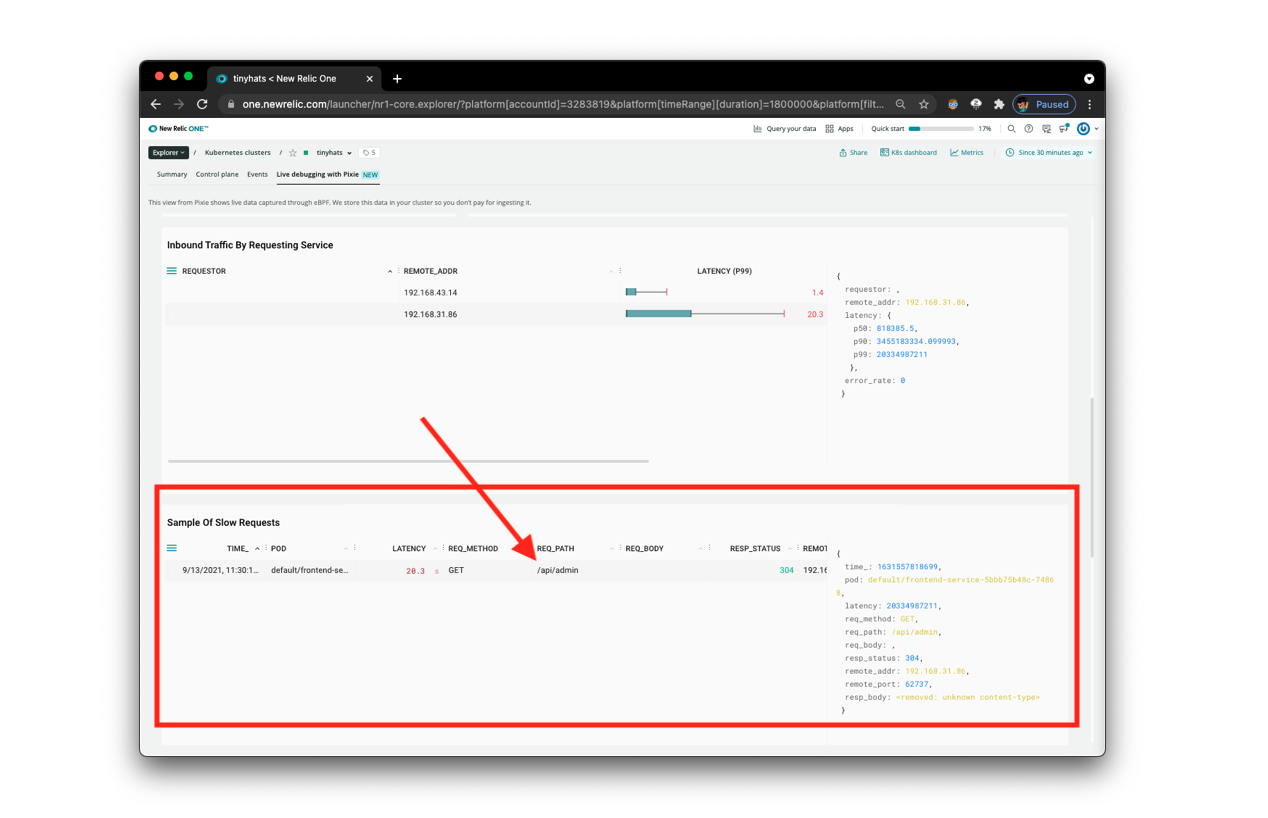 tinyhats < New Relic One
one.newrelic.com/launcher/nr1-core.explorer/?platform[accountId]=3283819&platform[timeRange][duration]=1800000&platform[filt...
Paused
New Relic ONE™
Query your data Apps Quick start 17%
Explorer / Kubernetes clusters / tinyhats 5
Share K8s dashboard Metrics Since 30 minutes ago
Summary Control plane Events Live debugging with Pixie NEW
This view from Pixie shows live data captured through eBPF. We store this data in your cluster so you don't pay for ingesting it.
Inbound Traffic By Requesting Service
REQUESTOR REMOTE_ADDR LATENCY (P99)
192.168.43.14 1.4
192.168.31.86 20.3
{
requestor: ,
remote_addr: 192.168.31.86,
latency: {
p50: 818385.5,
p90: 3455183334.099993,
p99: 20334987211
},
error_rate: 0
}
Sample Of Slow Requests
TIME_ POD LATENCY REQ_METHOD REQ_PATH REQ_BODY RESP_STATUS REMOT
9/13/2021, 11:30:1... default/frontend-se... 20.3 s GET /api/admin 304 192.16
{
time_: 1631557818699,
pod: default/frontend-service-5bbb75b48c-7486
8,
latency: 20334987211,
req_method: GET,
req_path: /api/admin,
req_body: ,
resp_status: 304,
remote_addr: 192.168.31.86,
remote_port: 62737,
resp_body: <removed: unknown content-type>
}